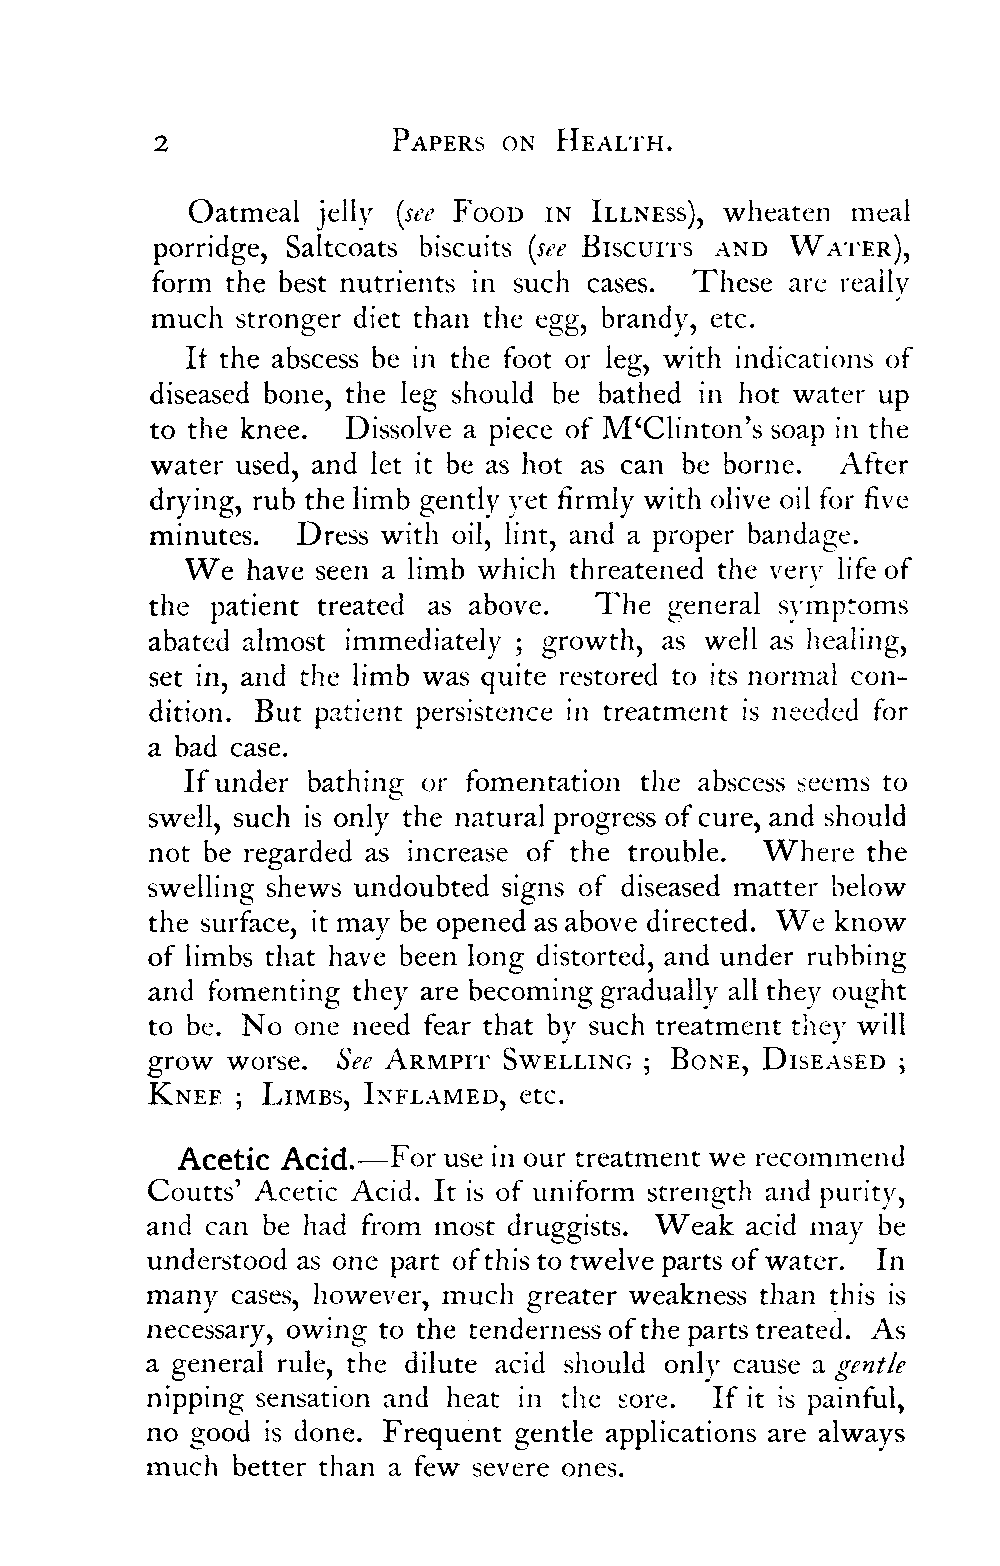 2 PAPERS ON HEALTH.
Oatmeal jelly (see FOOD IN ILLNESS), wheaten meal
porridge, Saltcoats biscuits (see BISCUITS AND WATER),
form the best nutrients in such cases. These are really
much stronger diet than the egg, brandy, etc.
If the abscess be in the foot or leg, with indications of
diseased bone, the leg should be bathed in hot water up
to the knee. Dissolve a piece of M‘Clinton’s soap in the
water used, and let it be as hot as can be borne. After
drying, rub the limb gently yet firmly with olive oil for five
minutes. Dress with oil, lint, and a proper bandage.
We have seen a limb which threatened the very life of
the patient treated as above. The general symptoms
abated almost immediately ; growth, as well as healing,
set in, and the limb was quite restored to its normal con-
dition. But patient persistence in treatment is needed for
a bad case.
If under bathing or fomentation the abscess seems to
swell, such is only the natural progress of cure, and should
not be regarded as increase of the trouble. Where the
swelling shews undoubted signs of diseased matter below
the surface, it may be opened as above directed. We know
of limbs that have been long distorted, and under rubbing
and fomenting they are becoming gradually all they ought
to be. No one need fear that by such treatment they will
grow worse. See ARMPIT SWELLING ; BONE, DISEASED ;
KNEE ; LIMBS, INFLAMED, etc.
Acetic Acid.—For use in our treatment we recommend
Coutts’ Acetic Acid. It is of uniform strength and purity,
and can be had from most druggists. Weak acid may be
understood as one part of this to twelve parts of water. In
many cases, however, much greater weakness than this is
necessary, owing to the tenderness of the parts treated. As
a general rule, the dilute acid should only cause a gentle
nipping sensation and heat in the sore. If it is painful,
no good is done. Frequent gentle applications are always
much better than a few severe ones.